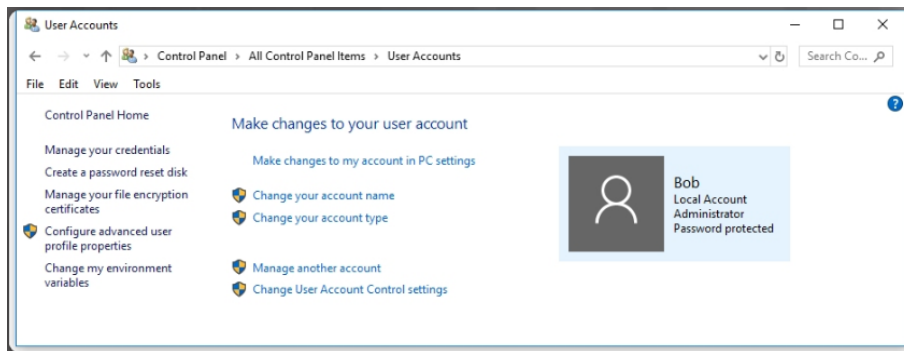 User Accounts
Control Panel > All Control Panel Items > User Accounts
Search Co...
File Edit View Tools
Control Panel Home
Manage your credentials
Create a password reset disk
Manage your file encryption
certificates
Configure advanced user
profile properties
Change my environment
variables
Make changes to your user account
Make changes to my account in PC settings
Change your account name
Change your account type
Manage another account
Change User Account Control settings
Bob
Local Account
Administrator
Password protected
?